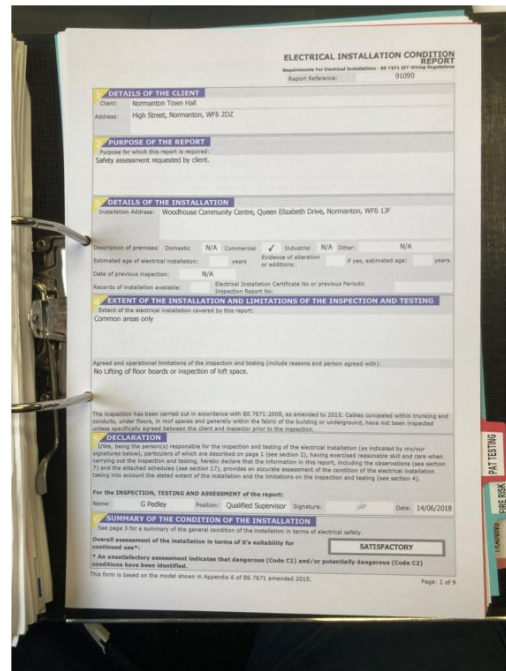 ELECTRICAL INSTALLATION CONDITION
REPORT
Requirements For Electrical Installations - BS 7671 IET Wiring Regulations
Report Reference: 91090
DETAILS OF THE CLIENT
Client: Normanton Town Hall
Address: High Street, Normanton, WF6 2DZ
PURPOSE OF THE REPORT
Purpose for which this report is required:
Safety assessment requested by client.
DETAILS OF THE INSTALLATION
Installation Address: Woodhouse Community Centre, Queen Elizabeth Drive, Normanton, WF6 1JF
Description of premises: Domestic N/A Commercial ✓ Industrial N/A Other: N/A
Estimated age of electrical installation: years Evidence of alteration or additions: if yes, estimated age: years
Date of previous inspection: N/A
Records of installation available: Electrical Installation Certificate No or previous Periodic
Inspection Report No:
EXTENT OF THE INSTALLATION AND LIMITATIONS OF THE INSPECTION AND TESTING
Extent of the electrical installation covered by this report:
Common areas only
Agreed and operational limitations of the inspection and testing (include reasons and person agreed with):
No Lifting of floor boards or inspection of loft space.
The inspection has been carried out in accordance with BS 7671:2008, as amended to 2015. Cables concealed within trunking and
conduits, under floors, in roof spaces and generally within the fabric of the building or underground, have not been inspected
unless specifically agreed between the client and inspector prior to the inspection.
DECLARATION
I/We, being the person(s) responsible for the inspection and testing of the electrical installation (as indicated by my/our
signatures below), particulars of which are described on page 1 (see section 2), having exercised reasonable skill and care when
carrying out the inspection and testing, hereby declare that the information in this report, including the observations (see section
7) and the attached schedules (see section 17), provides an accurate assessment of the condition of the electrical installation
taking into account the stated extent of the installation and the limitations on the inspection and testing (see section 4).
For the INSPECTION, TESTING AND ASSESSMENT of the report:
Name: G Pedley Position: Qualified Supervisor Signature: Date: 14/06/2018
SUMMARY OF THE CONDITION OF THE INSTALLATION
See page 3 for a summary of the general condition of the installation in terms of electrical safety.
Overall assessment of the installation in terms of it's suitability for
continued use*: SATISFACTORY
* An unsatisfactory assessment indicates that dangerous (Code C1) and/or potentially dangerous (Code C2)
conditions have been identified.
This form is based on the model shown in Appendix 6 of BS 7671 amended 2015.
Page: 1 of 9
PAT TESTING
FIRE RISK